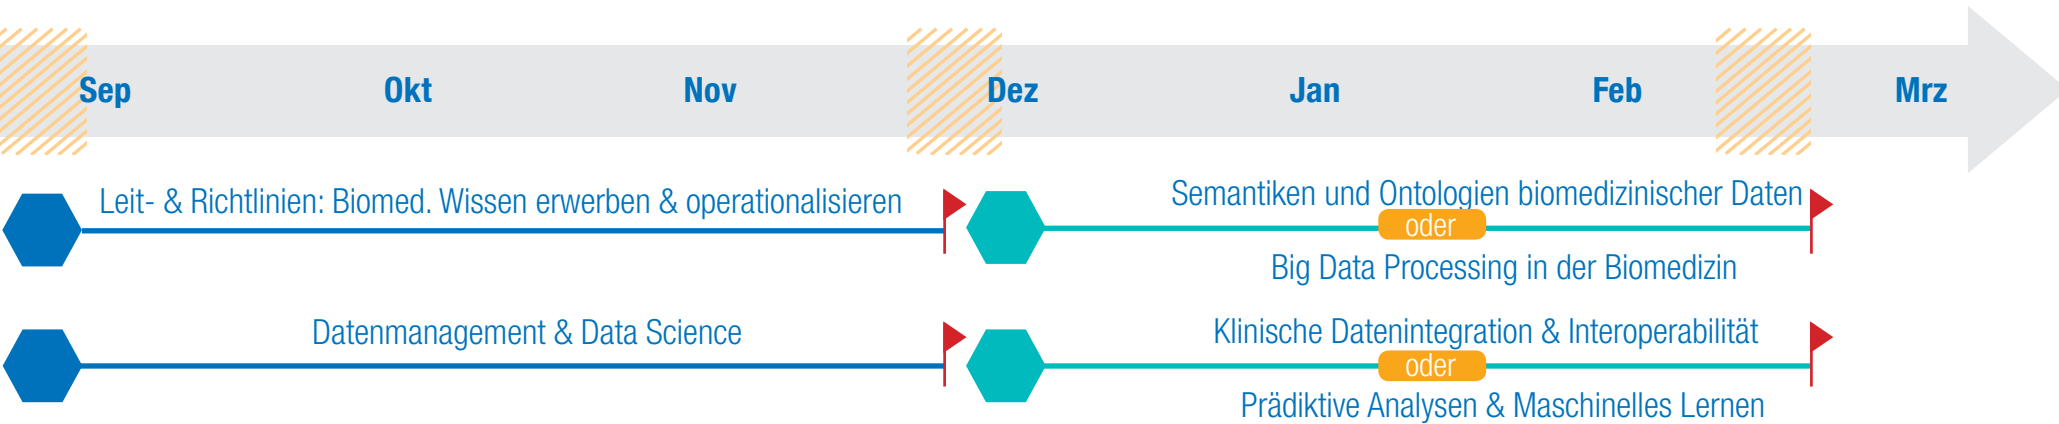 Sep Okt Nov Dez Jan Feb Mrz
Leit- & Richtlinien: Biomed. Wissen erwerben & operationalisieren
Semantiken und Ontologien biomedizinischer Daten
oder
Big Data Processing in der Biomedizin
Datenmanagement & Data Science
Klinische Datenintegration & Interoperabilität
oder
Prädiktive Analysen & Maschinelles Lernen